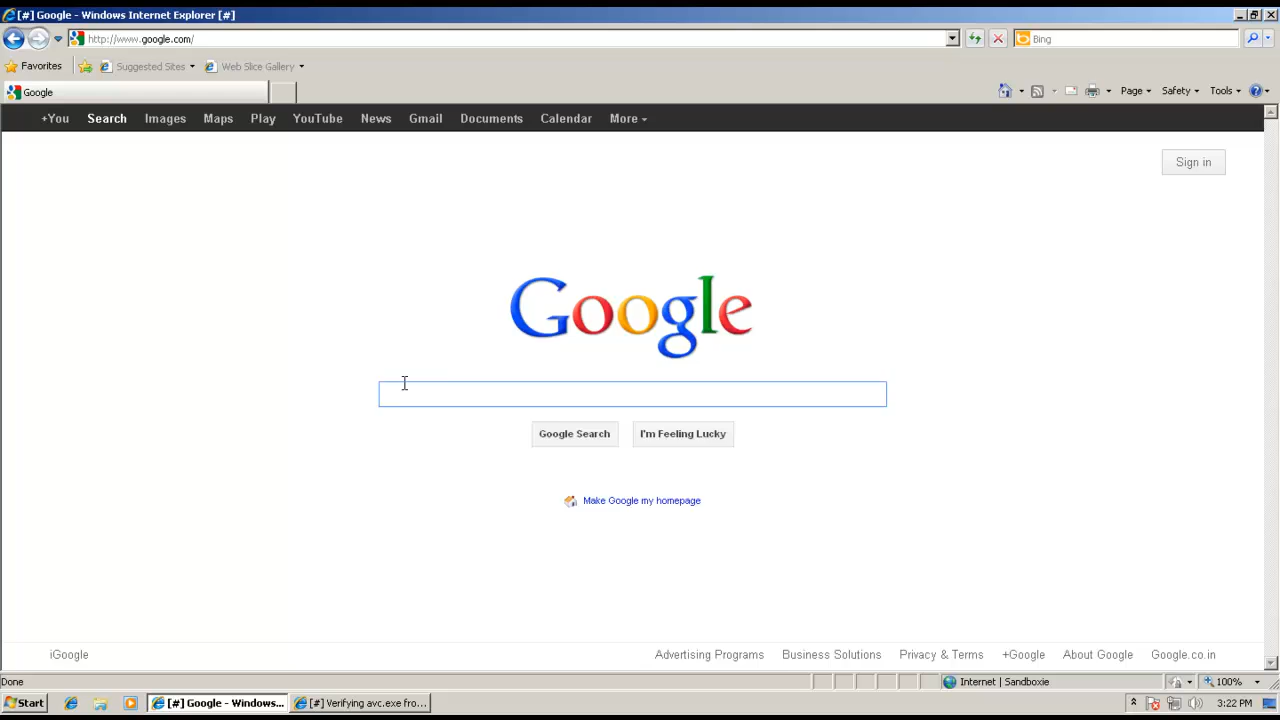 [#] Google - Windows Internet Explorer [#]
http://www.google.com/
Bing
Favorites Suggested Sites Web Slice Gallery
Google
Page Safety Tools
+You Search Images Maps Play YouTube News Gmail Documents Calendar More
Sign in
Google
Google Search I'm Feeling Lucky
Make Google my homepage
iGoogle Advertising Programs Business Solutions Privacy & Terms +Google About Google Google.co.in
Done Internet | Sandboxie 100%
Start [#] Google - Windows... [#] Verifying avc.exe fro... 3:22 PM